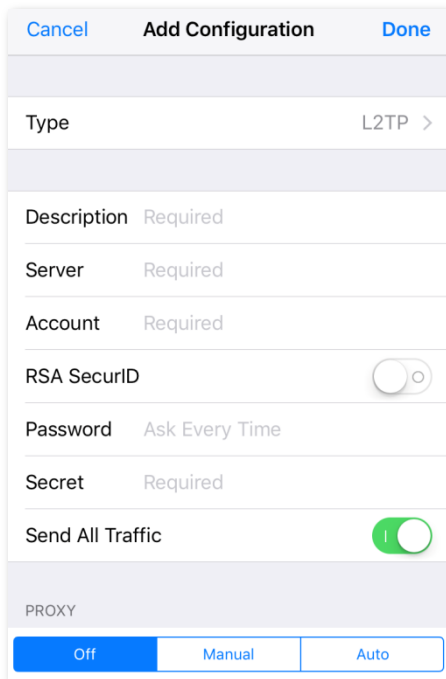 Cancel Add Configuration Done
Type L2TP
Description Required
Server Required
Account Required
RSA SecurID
Password Ask Every Time
Secret Required
Send All Traffic
PROXY
Off Manual Auto